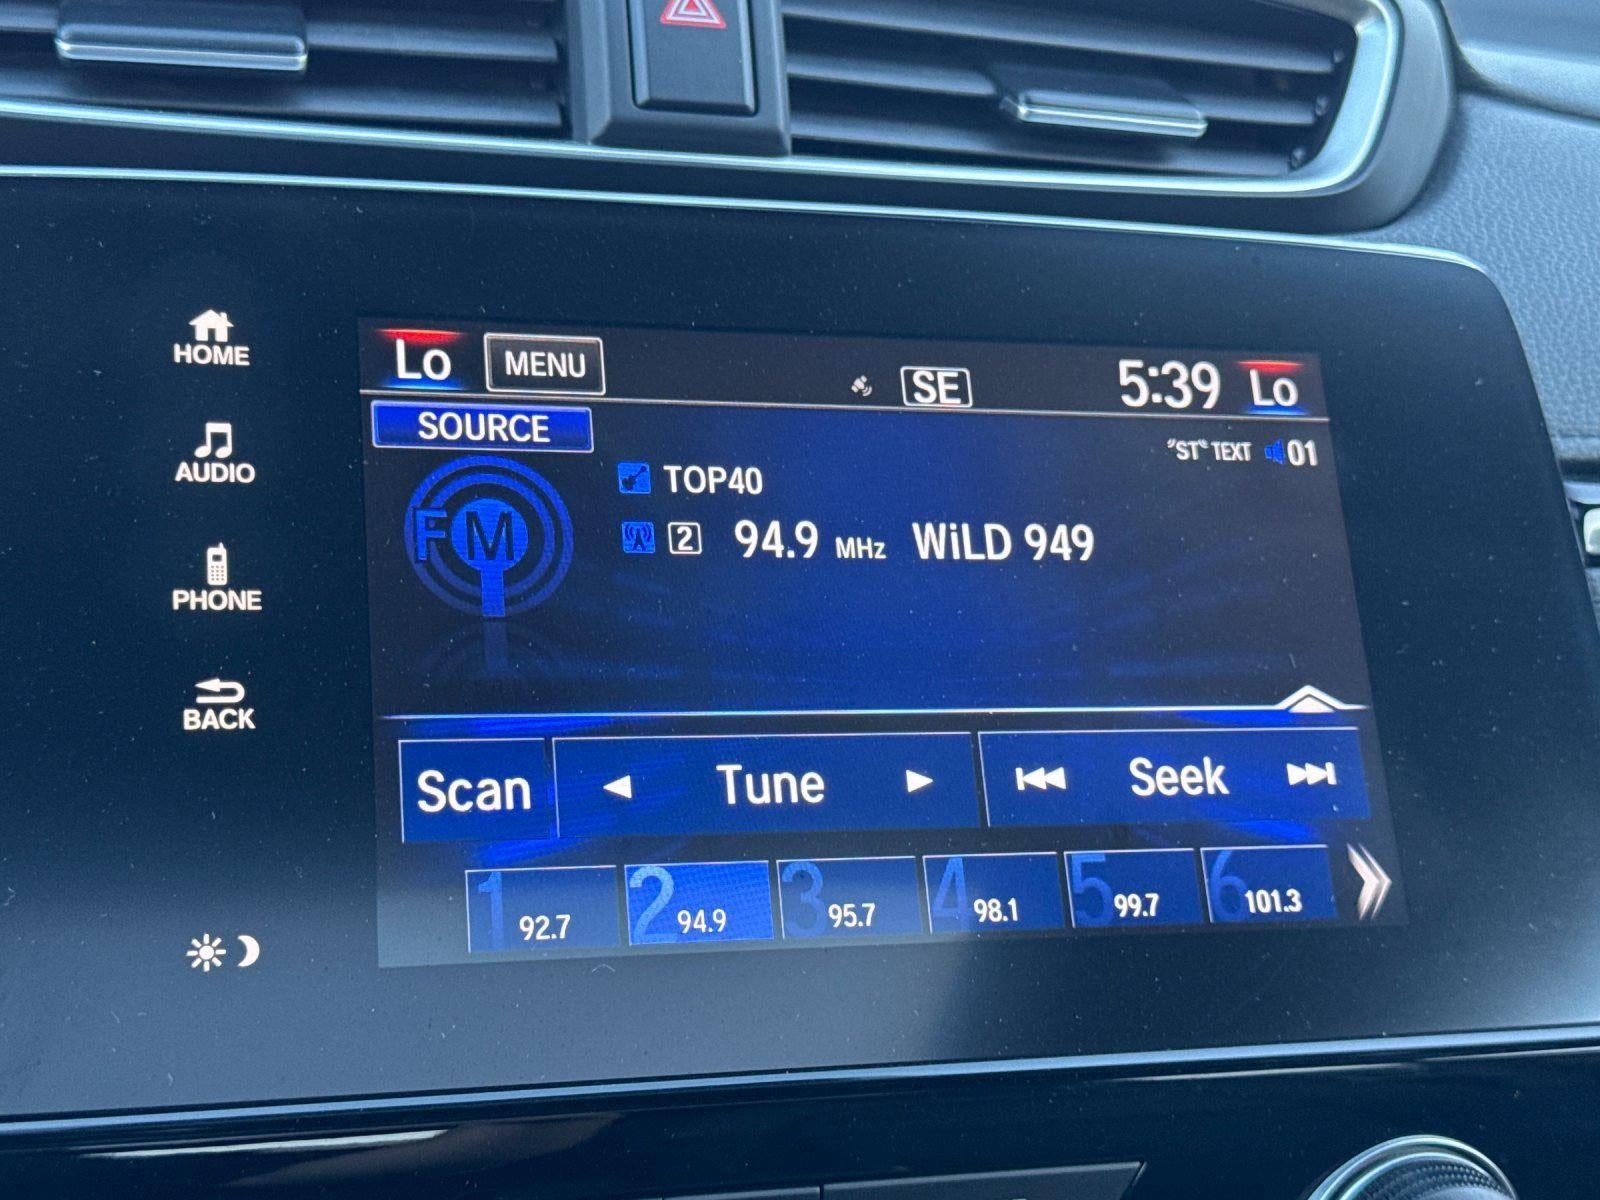 HOME
AUDIO
PHONE
BACK
Lo MENU SE 5:39 Lo
SOURCE
"ST" TEXT 01
TOP40
FM
2 94.9 MHz WiLD 949
Scan Tune Seek
1 92.7 2 94.9 3 95.7 4 98.1 5 99.7 6 101.3